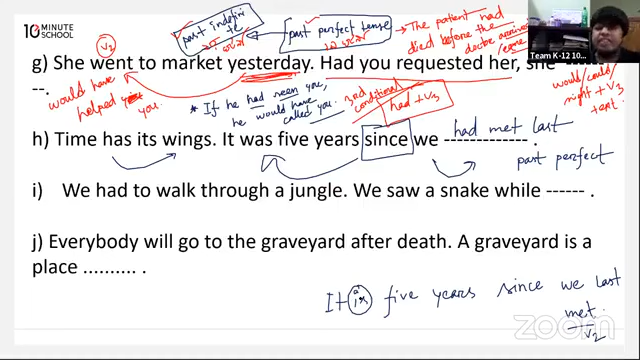 10 MINUTE SCHOOL
past indefinite
past perfect tense
The patient had died before the doctor
came
Team K-12 10...
V2
g) She went to market yesterday. Had you requested her, she
would have helped you
* If he had seen you, he would have called you.
3rd conditional
had + V3
would/could/might + V3 + ext.
h) Time has its wings. It was five years since we ------------- .
had met last
past perfect
i) We had to walk through a jungle. We saw a snake while ------ .
j) Everybody will go to the graveyard after death. A graveyard is a
place .......... .
It is five years since we last met.
V2
zoom